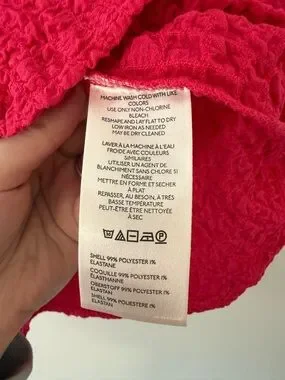 MACHINE WASH COLD WITH LIKE
COLORS
USE ONLY NON-CHLORINE
BLEACH
RESHAPE AND LAY FLAT TO DRY
LOW IRON AS NEEDED
MAY BE DRY CLEANED
LAVER À LA MACHINE À L'EAU
FROIDE AVEC COULEURS
SIMILAIRES
UTILISER UN AGENT DE
BLANCHIMENT SANS CHLORE SI
NÉCESSAIRE
METTRE EN FORME ET SÉCHER
À PLAT
REPASSER, AU BESOIN, À TRÈS
BASSE TEMPÉRATURE
PEUT-ÊTRE ÊTRE NETTOYÉE
À SEC
SHELL 99% POLYESTER 1%
ELASTANE
COQUILLE 99% POLYESTER 1%
ÉLASTHANNE
OBERSTOFF 99% POLYESTER 1%
ELASTAN
SHELL 99% POLIESTERE 1%
ELASTAN